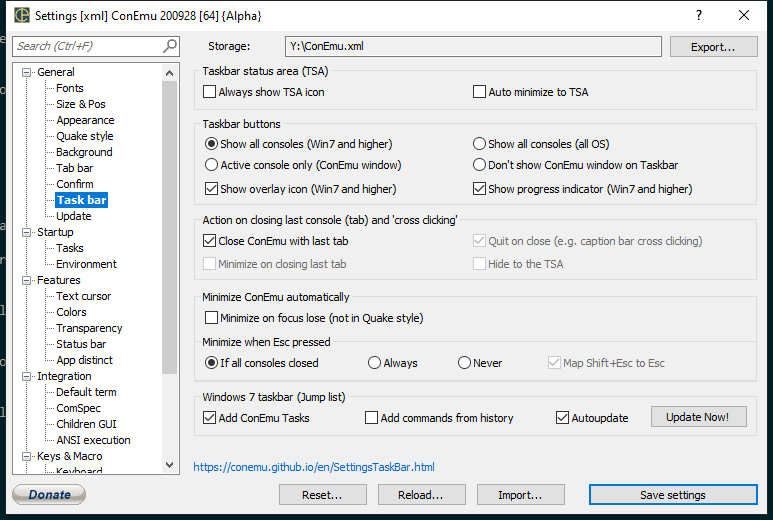 Settings [xml] ConEmu 200928 [64] {Alpha}
?
Search (Ctrl+F)
Storage:
Y:\ConEmu.xml
Export...
General
Fonts
Size & Pos
Appearance
Quake style
Background
Tab bar
Confirm
Task bar
Update
Startup
Tasks
Environment
Features
Text cursor
Colors
Transparency
Status bar
App distinct
Integration
Default term
ComSpec
Children GUI
ANSI execution
Keys & Macro
Keyboard
Taskbar status area (TSA)
Always show TSA icon
Auto minimize to TSA
Taskbar buttons
Show all consoles (Win7 and higher)
Show all consoles (all OS)
Active console only (ConEmu window)
Don't show ConEmu window on Taskbar
Show overlay icon (Win7 and higher)
Show progress indicator (Win7 and higher)
Action on closing last console (tab) and 'cross clicking'
Close ConEmu with last tab
Quit on close (e.g. caption bar cross clicking)
Minimize on closing last tab
Hide to the TSA
Minimize ConEmu automatically
Minimize on focus lose (not in Quake style)
Minimize when Esc pressed
If all consoles closed
Always
Never
Map Shift+Esc to Esc
Windows 7 taskbar (Jump list)
Add ConEmu Tasks
Add commands from history
Autoupdate
Update Now!
https://conemu.github.io/en/SettingsTaskBar.html
Donate
Reset...
Reload...
Import...
Save settings